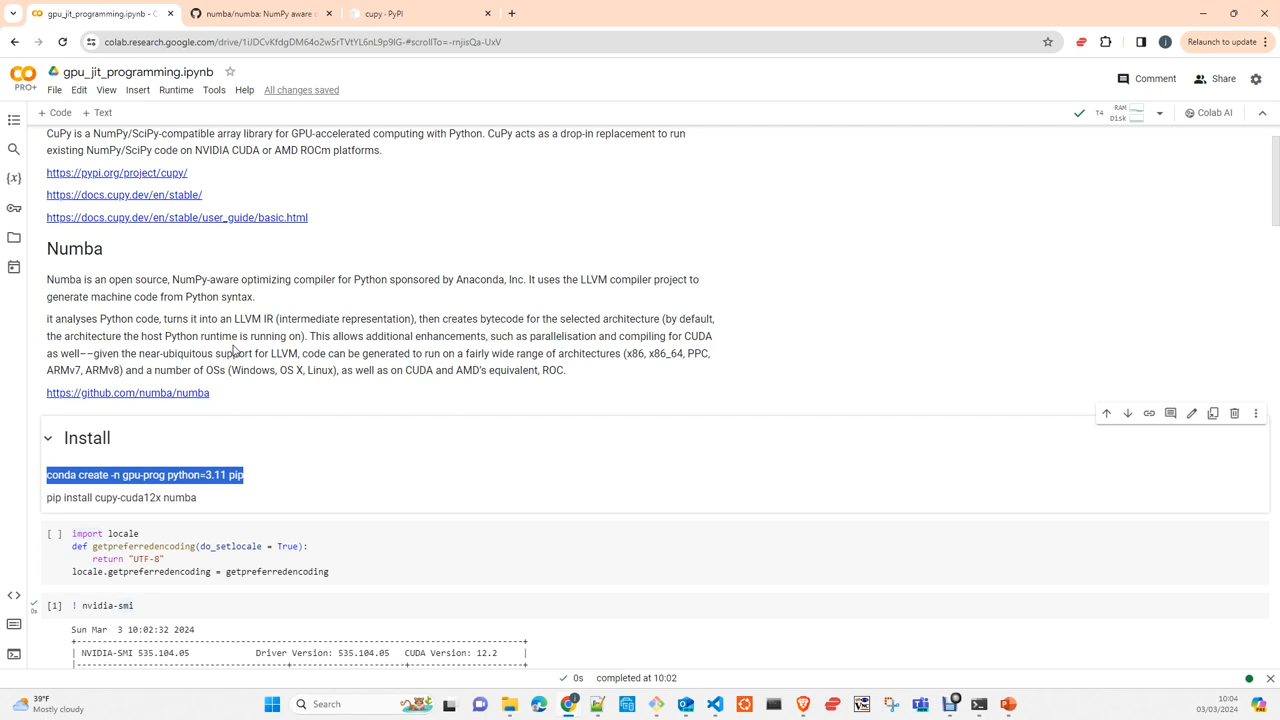 gpu_jit_programming.ipynb - C
numba/numba: NumPy aware
cupy · PyPI
colab.research.google.com/drive/1iJDCvKfdgDM64o2w5rTVtYL6nL9p9lG-#scrollTo=-rnjisQa-UxV
Relaunch to update
PRO+
gpu_jit_programming.ipynb
File Edit View Insert Runtime Tools Help All changes saved
Comment
Share
+ Code + Text
T4
RAM
Disk
Colab AI
CuPy is a NumPy/SciPy-compatible array library for GPU-accelerated computing with Python. CuPy acts as a drop-in replacement to run
existing NumPy/SciPy code on NVIDIA CUDA or AMD ROCm platforms.
https://pypi.org/project/cupy/
https://docs.cupy.dev/en/stable/
https://docs.cupy.dev/en/stable/user_guide/basic.html
Numba
Numba is an open source, NumPy-aware optimizing compiler for Python sponsored by Anaconda, Inc. It uses the LLVM compiler project to
generate machine code from Python syntax.
it analyses Python code, turns it into an LLVM IR (intermediate representation), then creates bytecode for the selected architecture (by default,
the architecture the host Python runtime is running on). This allows additional enhancements, such as parallelisation and compiling for CUDA
as well––given the near-ubiquitous support for LLVM, code can be generated to run on a fairly wide range of architectures (x86, x86_64, PPC,
ARMv7, ARMv8) and a number of OSs (Windows, OS X, Linux), as well as on CUDA and AMD's equivalent, ROC.
https://github.com/numba/numba
Install
conda create -n gpu-prog python=3.11 pip
pip install cupy-cuda12x numba
[ ] import locale
def getpreferredencoding(do_setlocale = True):
return "UTF-8"
locale.getpreferredencoding = getpreferredencoding
0s
[1] ! nvidia-smi
Sun Mar 3 10:02:32 2024
+-----------------------------------------------------------------------------+
| NVIDIA-SMI 535.104.05 Driver Version: 535.104.05 CUDA Version: 12.2 |
0s completed at 10:02
39°F
Mostly cloudy
Search
10:04
03/03/2024